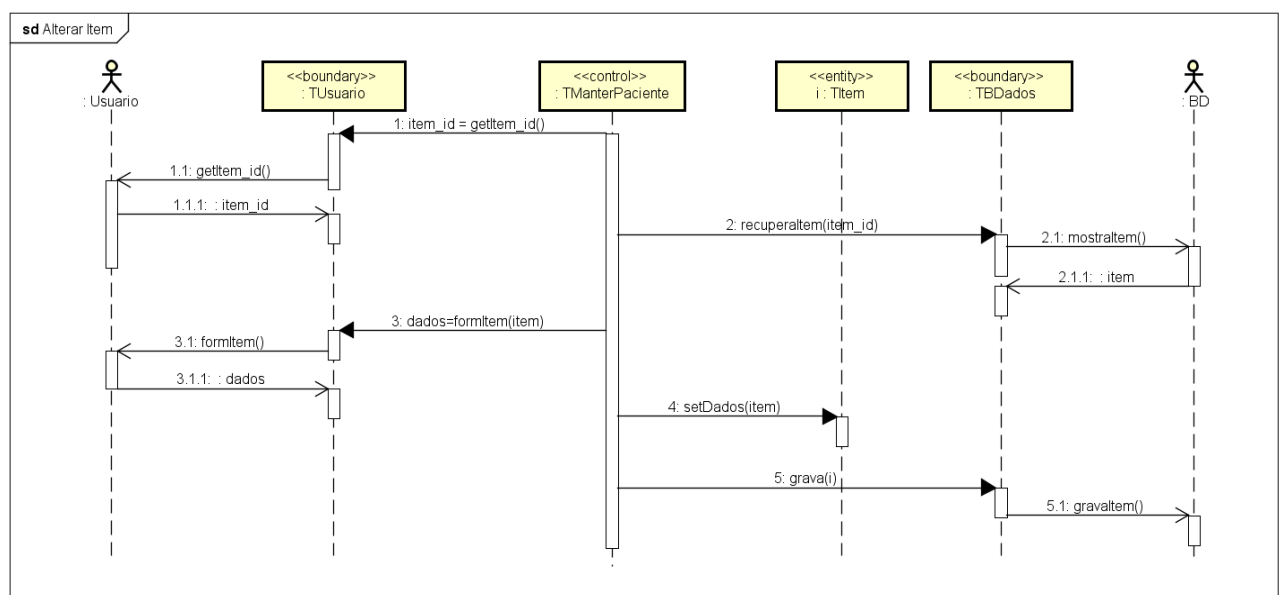 sd Alterar Item
: Usuario
<<boundary>>
: TUsuario
<<control>>
: TManterPaciente
<<entity>>
i : TItem
<<boundary>>
: TBDados
: BD
1: item_id = getItem_id()
1.1: getItem_id()
1.1.1: : item_id
2: recuperaItem(item_id)
2.1: mostraItem()
2.1.1: : item
3: dados=formItem(item)
3.1: formItem()
3.1.1: : dados
4: setDados(item)
5: grava(i)
5.1: gravaItem()